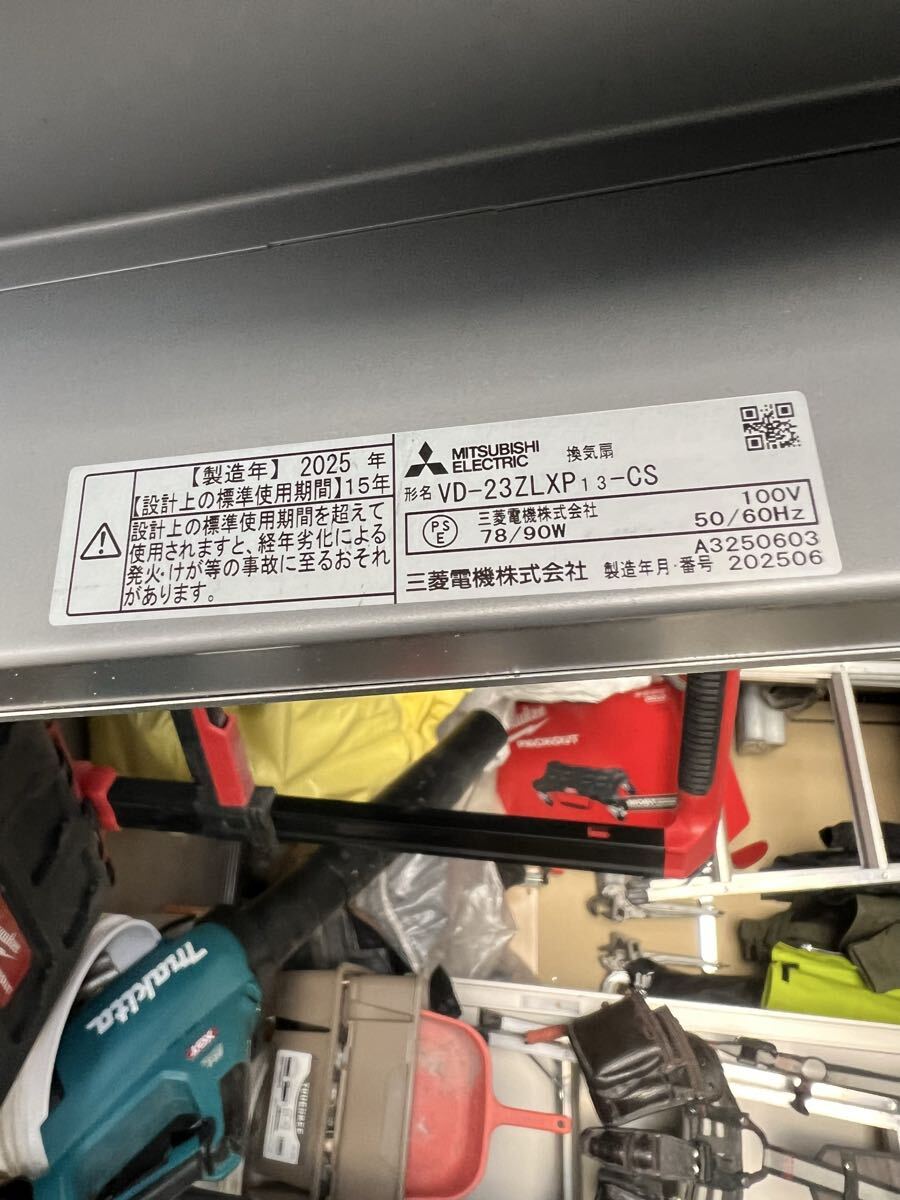 【製造年】 2025 年
【設計上の標準使用期間】15年
設計上の標準使用期間を超えて
使用されますと、経年劣化による
発火・けが等の事故に至るおそれ
があります。
MITSUBISHI
ELECTRIC
換気扇
形名 VD-23ZLXP13-CS
PS
E
三菱電機株式会社
100V
78/90W
50/60Hz
A3250603
三菱電機株式会社 製造年月・番号 202506
PACKOUT
makita
XGT